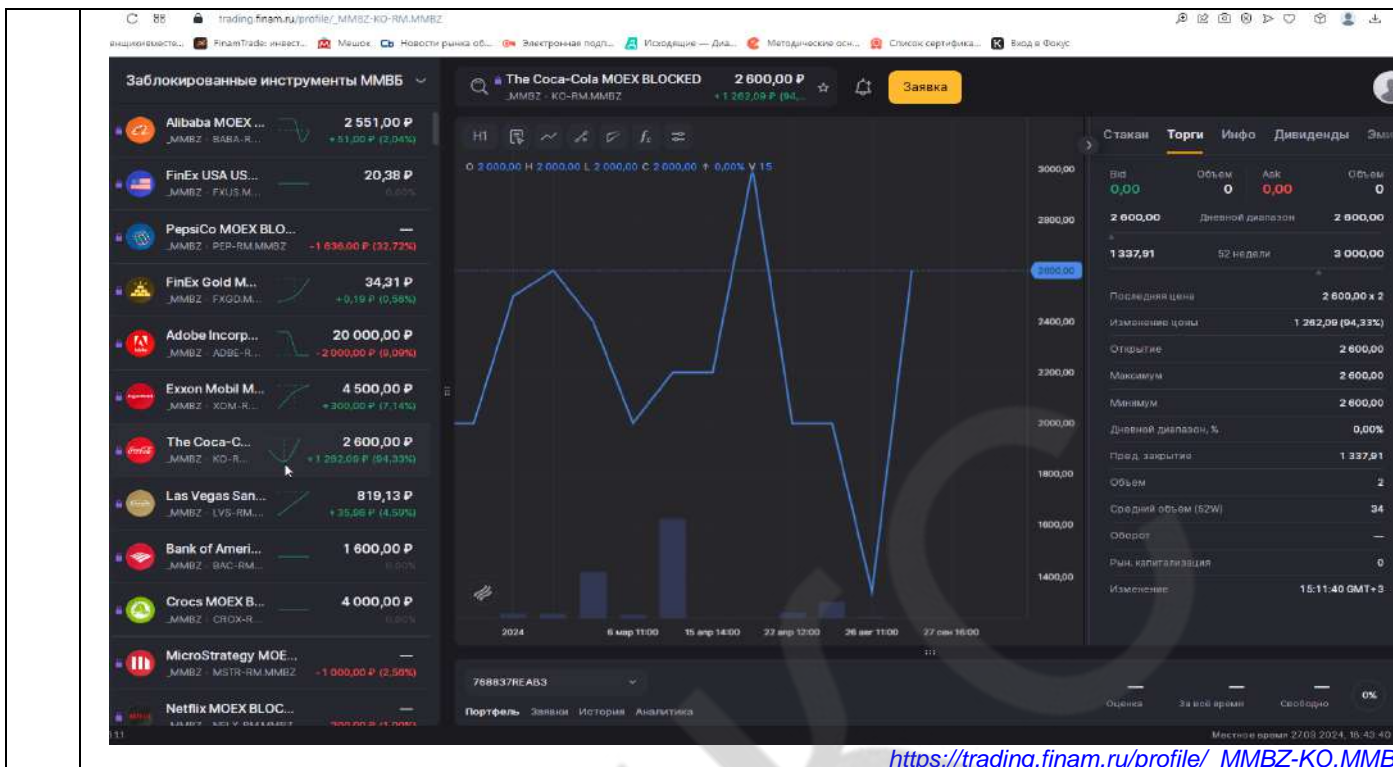 trading.finam.ru/profile/_MMBZ-KO-RM.MMBZ
FinamTrade: инвест... Мешок Новости рынка об... Электронная подп... Исходящие — Диа... Методические осн... Список сертифика... Вход в Фокус
Заблокированные инструменты ММВБ
The Coca-Cola MOEX BLOCKED 2 600,00 ₽
_MMBZ · KO-RM.MMBZ +1 262,09 ₽ (94,...
Заявка
Alibaba MOEX ... 2 551,00 ₽
_MMBZ · BABA-R... +51,00 ₽ (2,04%)
FinEx USA US... 20,38 ₽
_MMBZ · FXUS.M... 0,00%
PepsiCo MOEX BLO... —
_MMBZ · PEP-RM.MMBZ -1 636,00 ₽ (32,72%)
FinEx Gold M... 34,31 ₽
_MMBZ · FXGD.M... +0,19 ₽ (0,56%)
Adobe Incorp... 20 000,00 ₽
_MMBZ · ADBE-R... -2 000,00 ₽ (9,09%)
Exxon Mobil M... 4 500,00 ₽
_MMBZ · XOM-R... +300,00 ₽ (7,14%)
The Coca-C... 2 600,00 ₽
_MMBZ · KO-R... +1 262,09 ₽ (94,33%)
Las Vegas San... 819,13 ₽
_MMBZ · LVS-RM.... +35,96 ₽ (4,59%)
Bank of Ameri... 1 600,00 ₽
_MMBZ · BAC-RM... 0,00%
Crocs MOEX B... 4 000,00 ₽
_MMBZ · CROX-R... 0,00%
MicroStrategy MOE... —
_MMBZ · MSTR-RM.MMBZ -1 000,00 ₽ (2,56%)
Netflix MOEX BLOC... —
H1
O 2 000,00 H 2 000,00 L 2 000,00 C 2 000,00 ↑ 0,00% V 15
3000,00
2800,00
2600,00
2400,00
2200,00
2000,00
1800,00
1600,00
1400,00
2024 6 мар 11:00 15 апр 14:00 22 апр 12:00 26 авг 11:00 27 сен 16:00
Стакан Торги Инфо Дивиденды Эми
Bid Объем Ask Объем
0,00 0 0,00 0
2 600,00 Дневной диапазон 2 600,00
1 337,91 52 недели 3 000,00
Последняя цена 2 600,00 x 2
Изменение цены 1 262,09 (94,33%)
Открытие 2 600,00
Максимум 2 600,00
Минимум 2 600,00
Дневной диапазон, % 0,00%
Пред. закрытие 1 337,91
Объем 2
Средний объем (52W) 34
Оборот —
Рын. капитализация 0
Изменение 15:11:40 GMT+3
768837REAB3
Портфель Заявки История Аналитика
— — — 0%
Оценка За всё время Свободно
Местное время 27.09.2024, 16:43:40
https://trading.finam.ru/profile/_MMBZ-KO.MMB